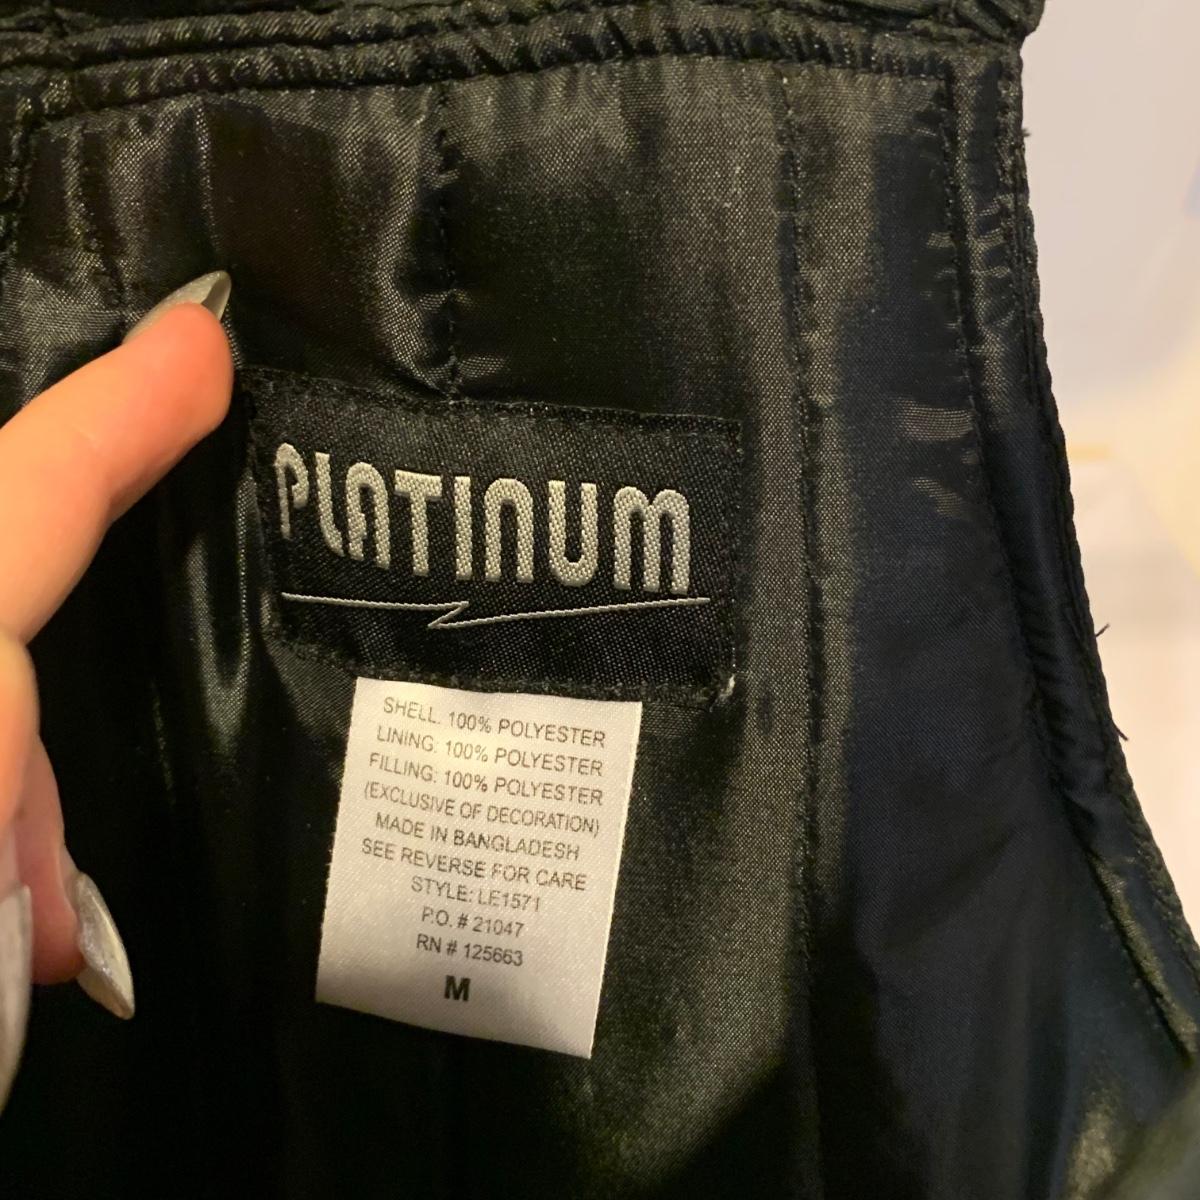 PLATINUM
SHELL: 100% POLYESTER
LINING: 100% POLYESTER
FILLING: 100% POLYESTER
(EXCLUSIVE OF DECORATION)
MADE IN BANGLADESH
SEE REVERSE FOR CARE
STYLE: LE1571
P.O. # 21047
RN # 125663
M